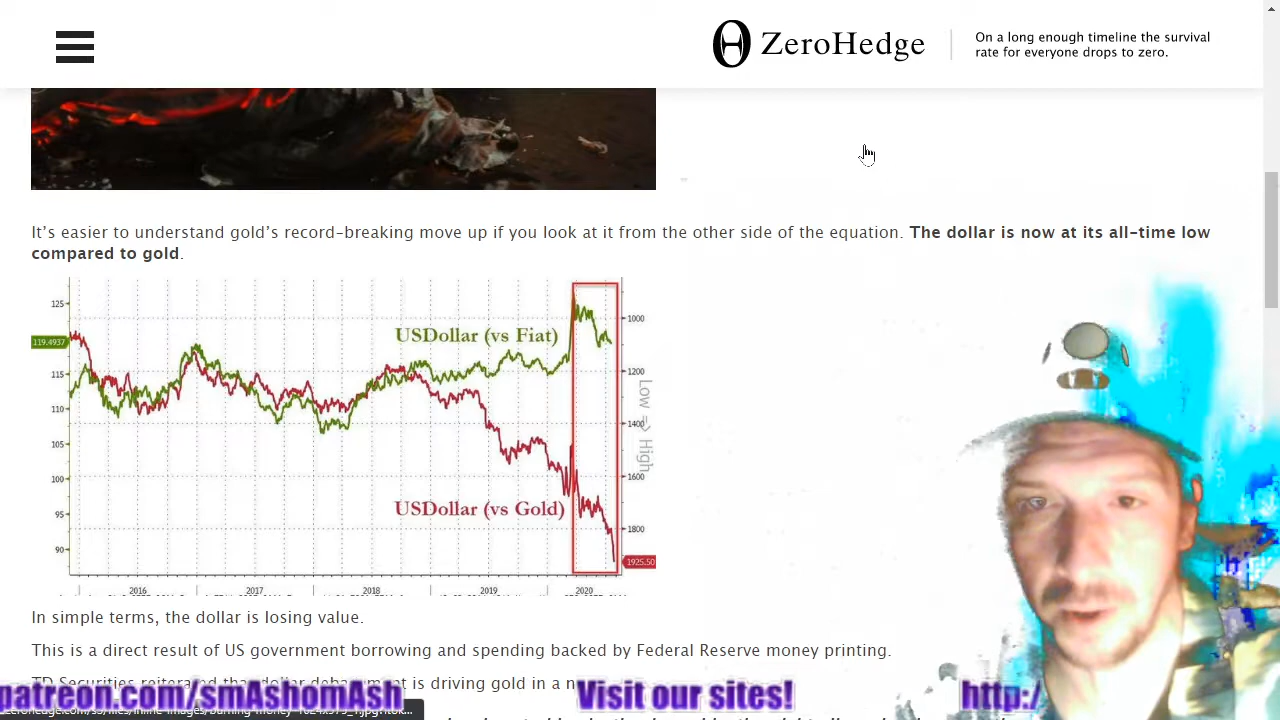 ZeroHedge
On a long enough timeline the survival
rate for everyone drops to zero.
It's easier to understand gold's record-breaking move up if you look at it from the other side of the equation. The dollar is now at its all-time low
compared to gold.
125
119.4937
115
110
105
100
95
90
USDollar (vs Fiat)
USDollar (vs Gold)
1000
1200
1400
1600
1800
1925.50
Low => High
2016
2017
2018
2019
2020
In simple terms, the dollar is losing value.
This is a direct result of US government borrowing and spending backed by Federal Reserve money printing.
TD Securities reiterated the dollar debasement is driving gold in a n
patreon.com/smAshomAsh
Visit our sites!
http:/